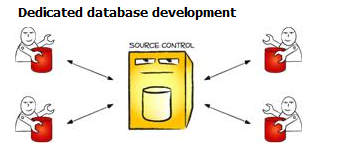 Dedicated database development
SOURCE CONTROL